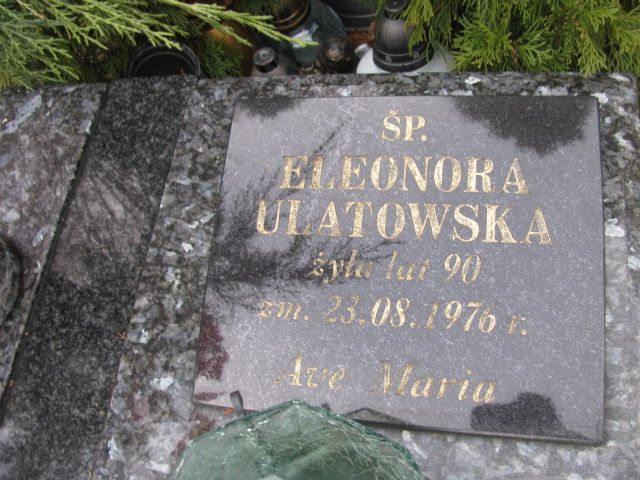 ŚP.
ELEONORA
ULATOWSKA
żyła lat 90
zm. 23.08.1976 r.
Ave Maria